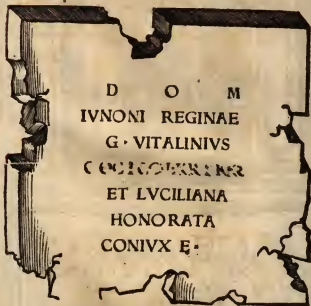 D O M
IVNONI REGINAE
G · VITALINIVS
ET LVCILIANA
HONORATA
CONIVX E ·